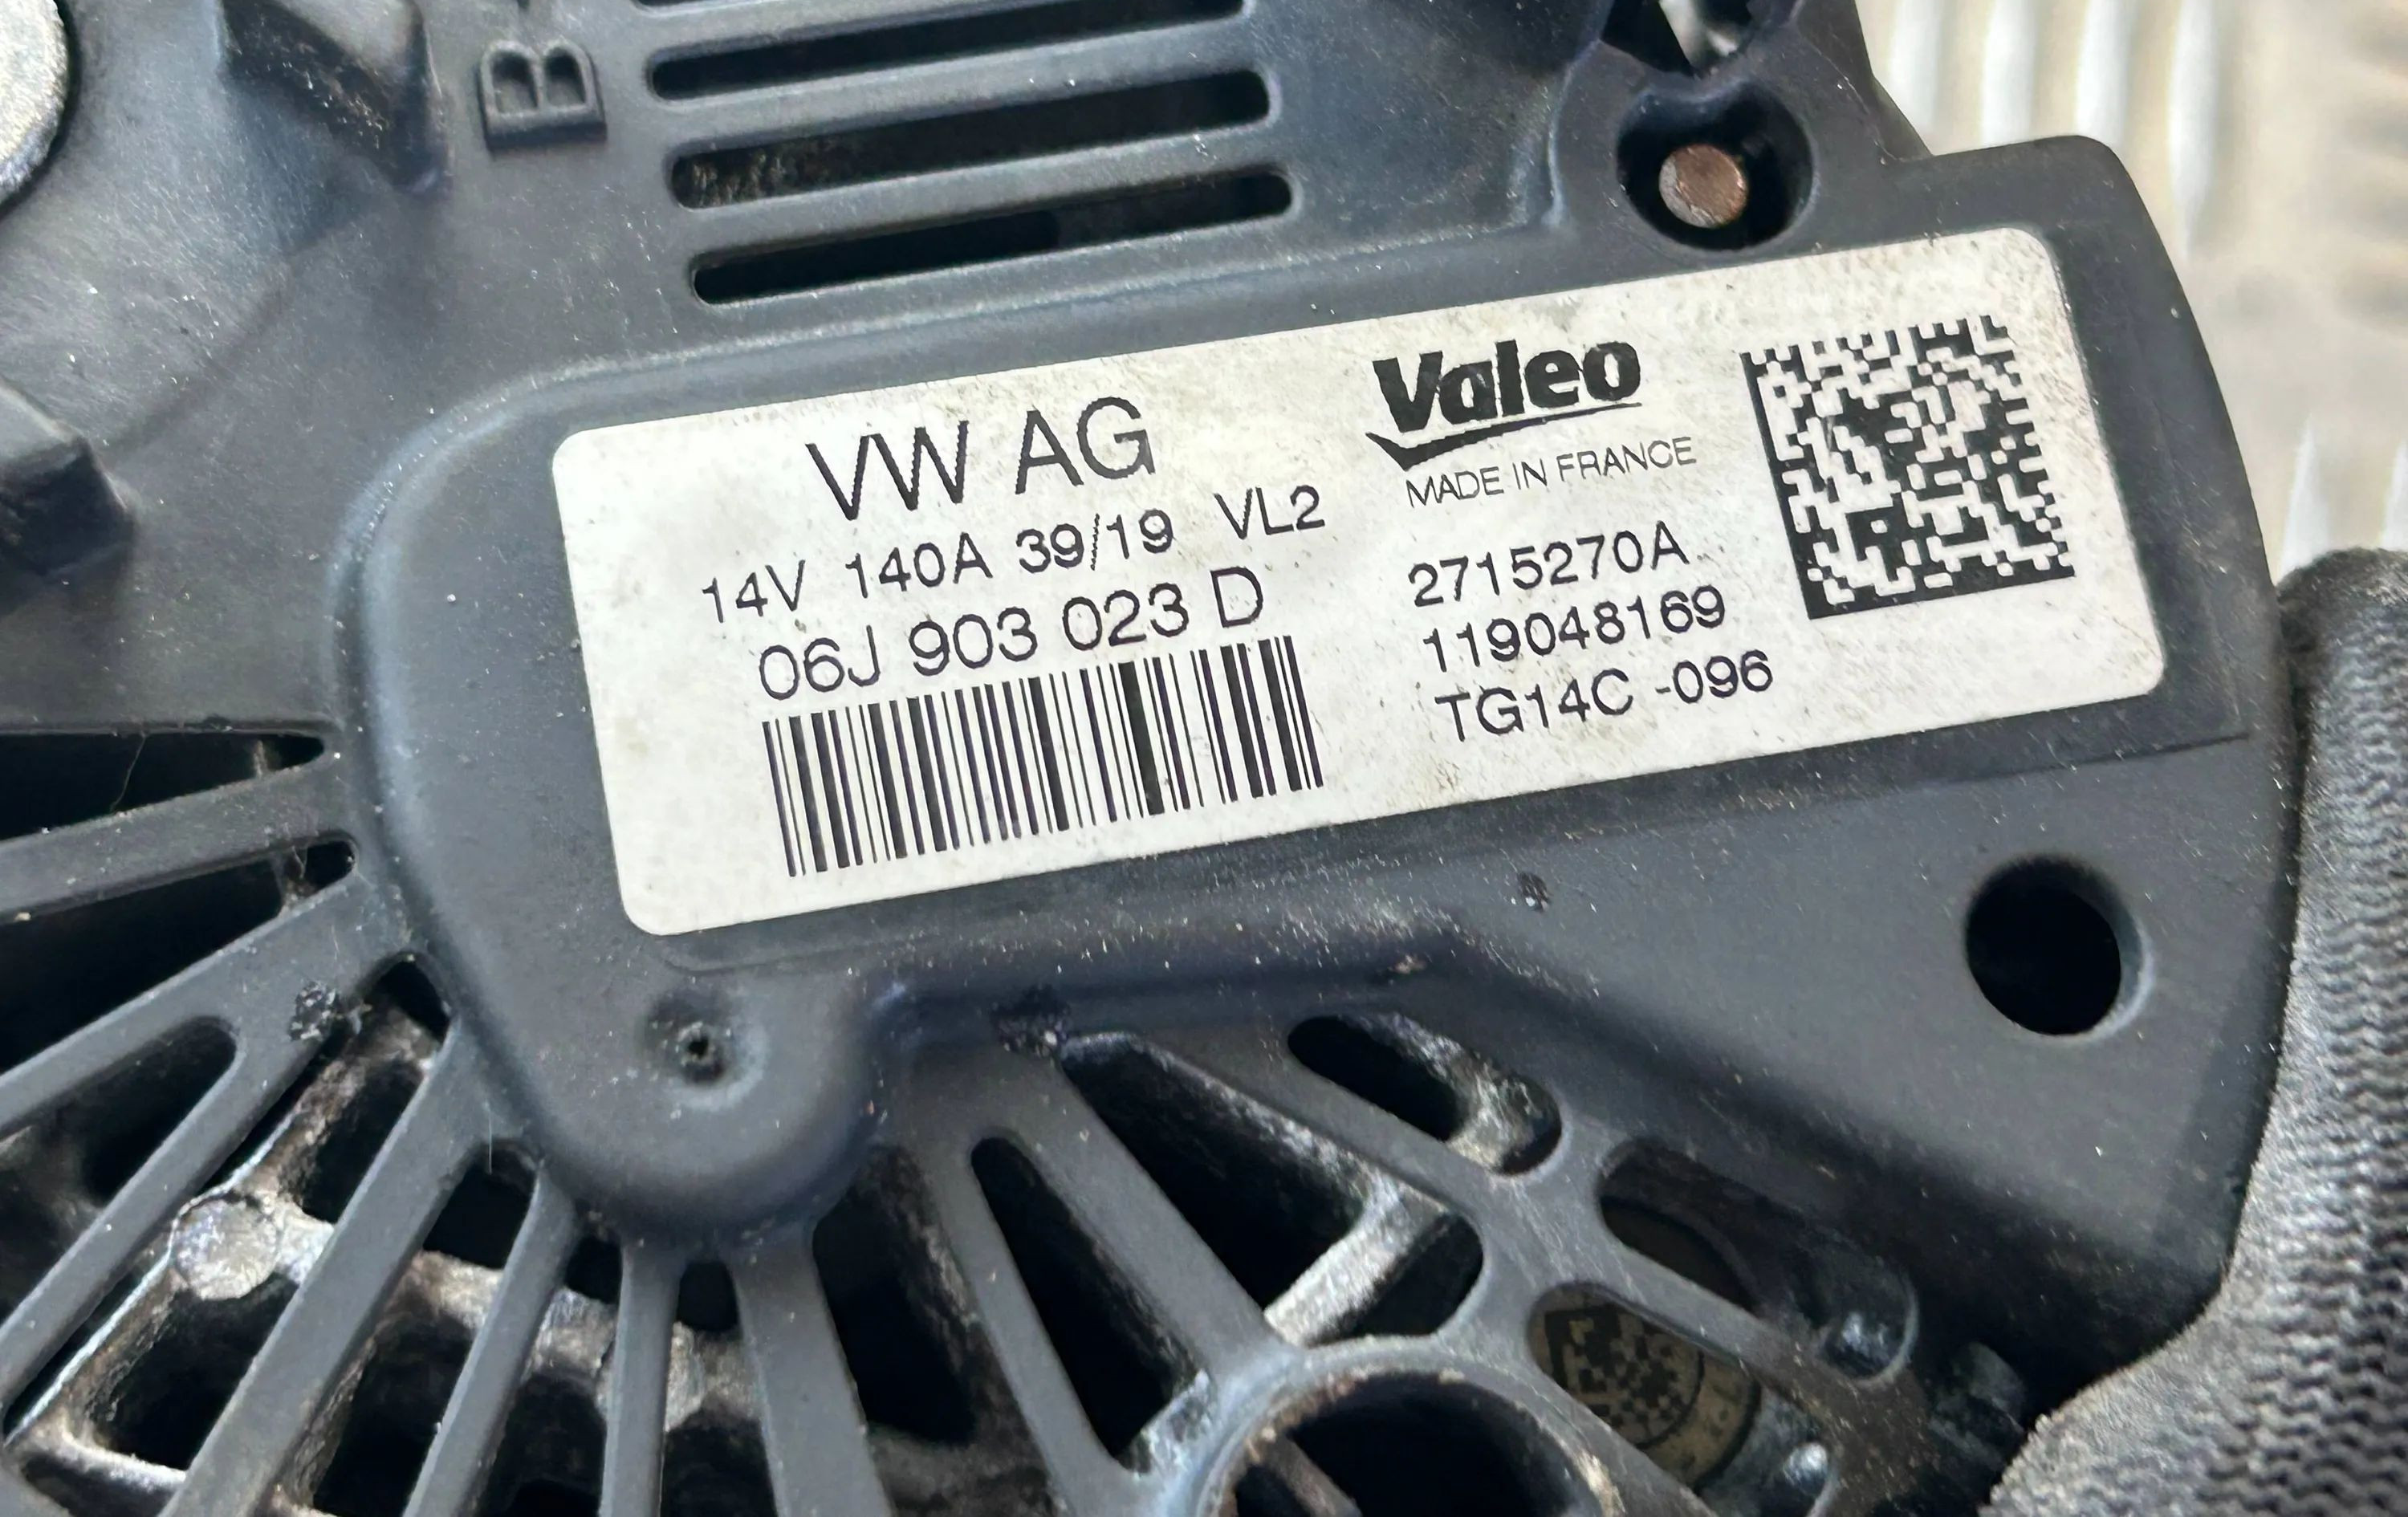 B
VW AG
14V 140A 39/19 VL2
06J 903 023 D
Valeo
MADE IN FRANCE
2715270A
119048169
TG14C -096